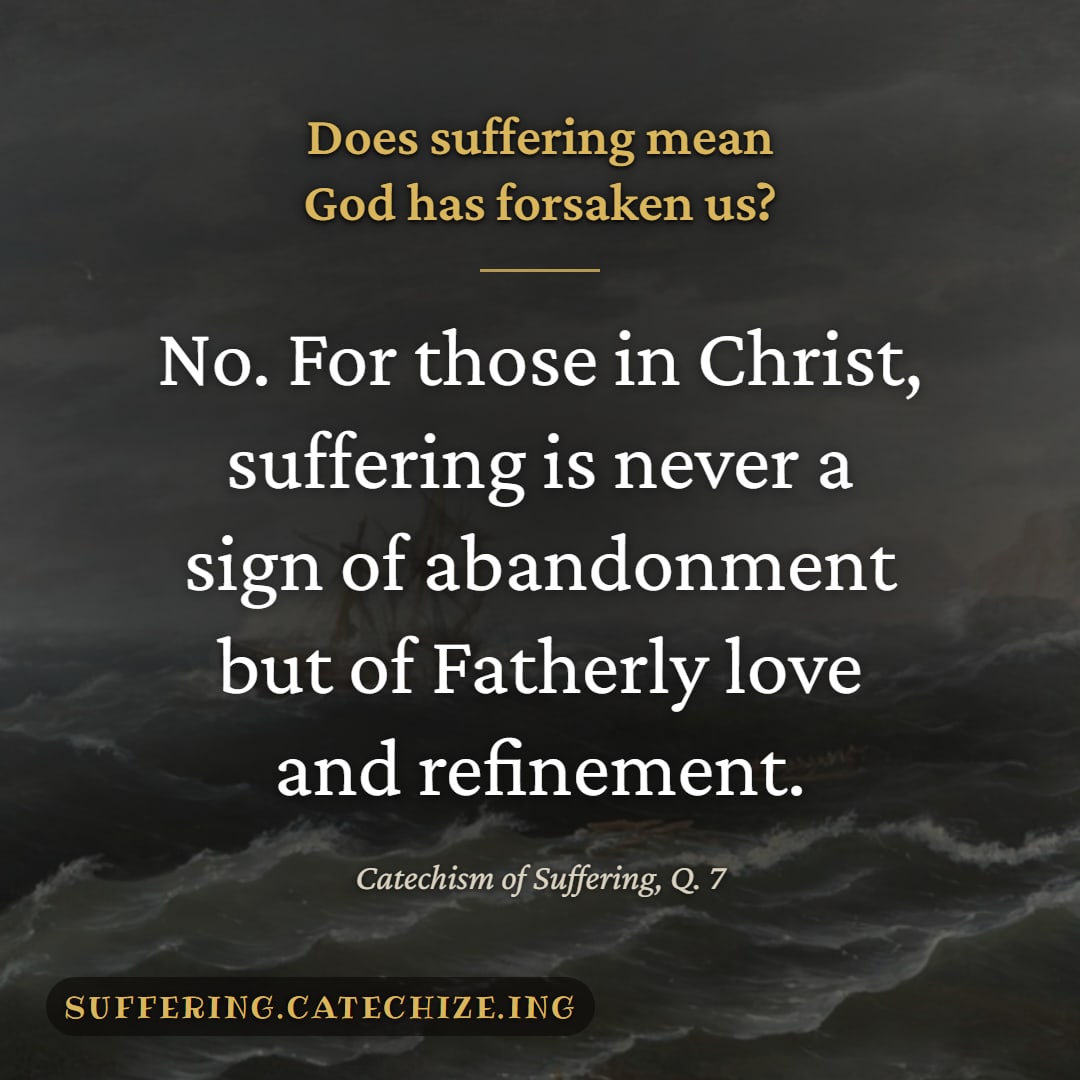 Does suffering mean
God has forsaken us?
No. For those in Christ,
suffering is never a
sign of abandonment
but of Fatherly love
and refinement.
Catechism of Suffering, Q. 7
SUFFERING.CATECHIZE.ING